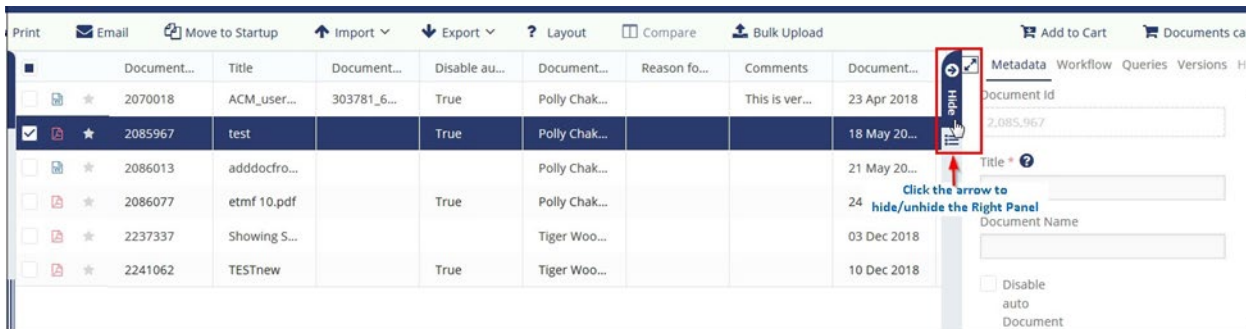 Print Email Move to Startup Import Export ? Layout Compare Bulk Upload Add to Cart Documents ca
Document... Title Document... Disable au... Document... Reason fo... Comments Document... Metadata Workflow Queries Versions H
2070018 ACM_user... 303781_6... True Polly Chak... This is ver... 23 Apr 2018
2085967 test True Polly Chak... 18 May 20...
2086013 adddocfro... Polly Chak... 21 May 20...
2086077 etmf 10.pdf True Polly Chak... 24
2237337 Showing S... Tiger Woo... 03 Dec 2018
2241062 TESTnew True Tiger Woo... 10 Dec 2018
Hide
Click the arrow to
hide/unhide the Right Panel
Document Id
2,085,967
Title * ?
Document Name
Disable
auto
Document